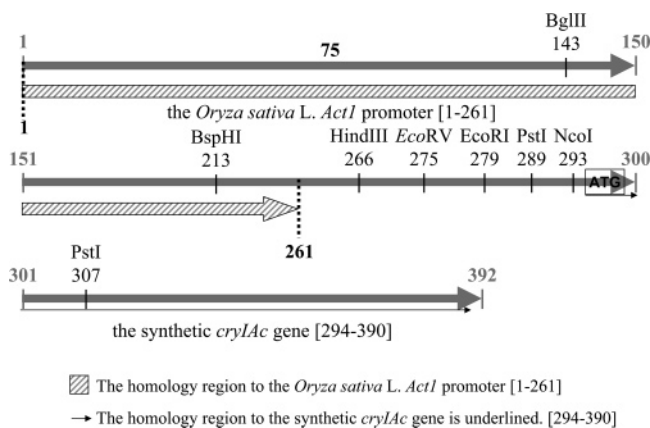 BglII
1 75 143 150
1 the Oryza sativa L. Act1 promoter [1-261]
BspHI HindIII EcoRV EcoRI PstI NcoI
151 213 266 275 279 289 293 300
ATG
261
PstI
301 307 392
the synthetic cryIAc gene [294-390]
The homology region to the Oryza sativa L. Act1 promoter [1-261]
The homology region to the synthetic cryIAc gene is underlined. [294-390]